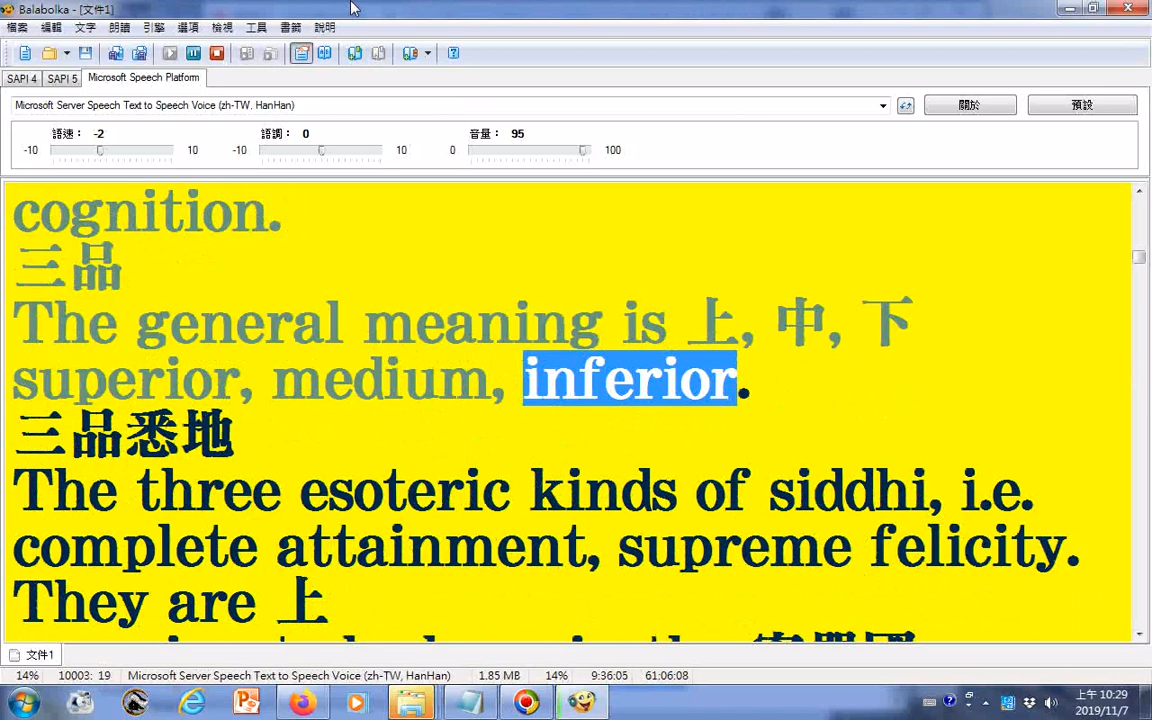 Balabolka - [文件1]
檔案 編輯 文字 朗讀 引擎 選項 檢視 工具 書籤 說明
SAPI 4 SAPI 5 Microsoft Speech Platform
Microsoft Server Speech Text to Speech Voice (zh-TW, HanHan) 關於 預設
語速： -2 語調： 0 音量： 95
-10 10 -10 10 0 100
cognition.
三品
The general meaning is 上, 中, 下
superior, medium, inferior.
三品悉地
The three esoteric kinds of siddhi, i.e.
complete attainment, supreme felicity.
They are 上
文件1
14% 10003: 19 Microsoft Server Speech Text to Speech Voice (zh-TW, HanHan) 1.85 MB 14% 9:36:05 61:06:08
上午 10:29
2019/11/7